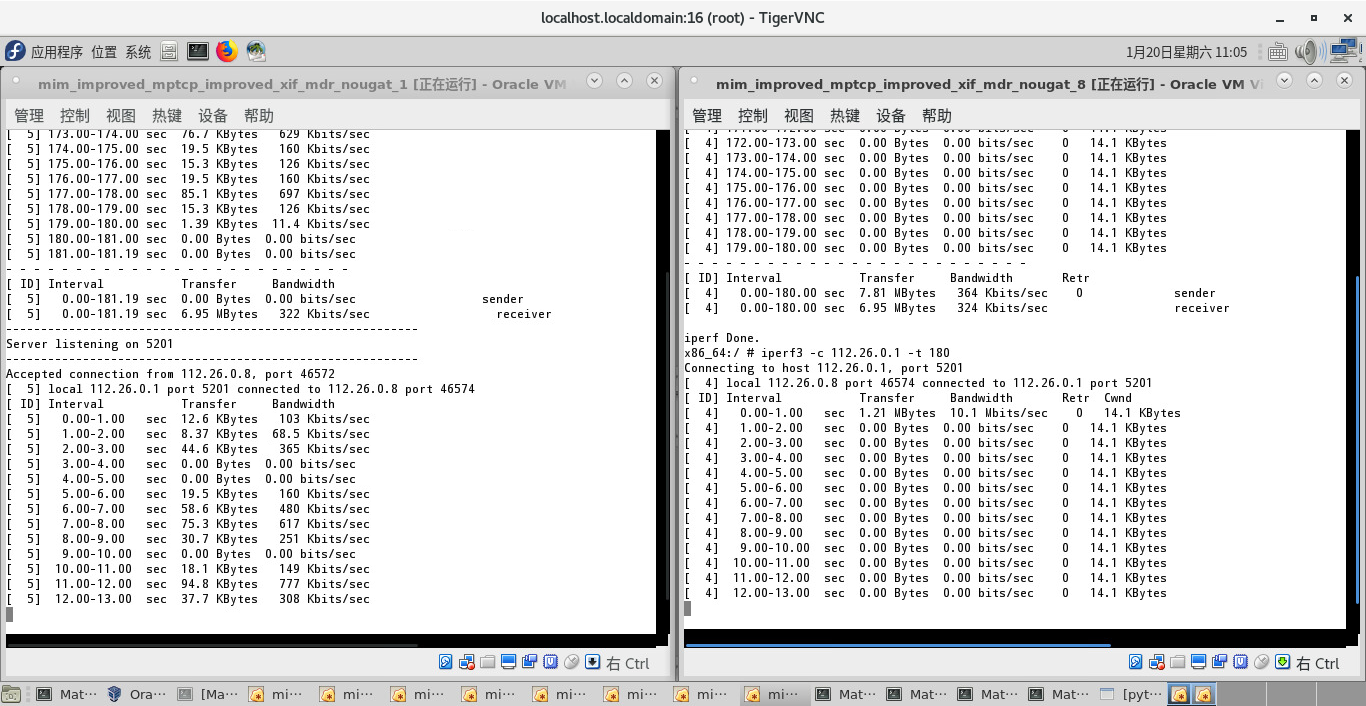 localhost.localdomain:16 (root) - TigerVNC
应用程序 位置 系统
1月20日星期六 11:05
mim_improved_mptcp_improved_xif_mdr_nougat_1 [正在运行] - Oracle VM
管理 控制 视图 热键 设备 帮助
[  5] 173.00-174.00 sec  76.7 KBytes   629 Kbits/sec
[  5] 174.00-175.00 sec  19.5 KBytes   160 Kbits/sec
[  5] 175.00-176.00 sec  15.3 KBytes   126 Kbits/sec
[  5] 176.00-177.00 sec  19.5 KBytes   160 Kbits/sec
[  5] 177.00-178.00 sec  85.1 KBytes   697 Kbits/sec
[  5] 178.00-179.00 sec  15.3 KBytes   126 Kbits/sec
[  5] 179.00-180.00 sec  1.39 KBytes  11.4 Kbits/sec
[  5] 180.00-181.00 sec  0.00 Bytes  0.00 bits/sec
[  5] 181.00-181.19 sec  0.00 Bytes  0.00 bits/sec
- - - - - - - - - - - - - - - - - - - - - - - - -
[ ID] Interval           Transfer     Bandwidth
[  5]   0.00-181.19 sec  0.00 Bytes  0.00 bits/sec                  sender
[  5]   0.00-181.19 sec  6.95 MBytes   322 Kbits/sec                  receiver
-----------------------------------------------------------
Server listening on 5201
-----------------------------------------------------------
Accepted connection from 112.26.0.8, port 46572
[  5] local 112.26.0.1 port 5201 connected to 112.26.0.8 port 46574
[ ID] Interval           Transfer     Bandwidth
[  5]   0.00-1.00   sec  12.6 KBytes   103 Kbits/sec
[  5]   1.00-2.00   sec  8.37 KBytes  68.5 Kbits/sec
[  5]   2.00-3.00   sec  44.6 KBytes   365 Kbits/sec
[  5]   3.00-4.00   sec  0.00 Bytes  0.00 bits/sec
[  5]   4.00-5.00   sec  0.00 Bytes  0.00 bits/sec
[  5]   5.00-6.00   sec  19.5 KBytes   160 Kbits/sec
[  5]   6.00-7.00   sec  58.6 KBytes   480 Kbits/sec
[  5]   7.00-8.00   sec  75.3 KBytes   617 Kbits/sec
[  5]   8.00-9.00   sec  30.7 KBytes   251 Kbits/sec
[  5]   9.00-10.00  sec  0.00 Bytes  0.00 bits/sec
[  5]  10.00-11.00  sec  18.1 KBytes   149 Kbits/sec
[  5]  11.00-12.00  sec  94.8 KBytes   777 Kbits/sec
[  5]  12.00-13.00  sec  37.7 KBytes   308 Kbits/sec
右 Ctrl
mim_improved_mptcp_improved_xif_mdr_nougat_8 [正在运行] - Oracle VM Vi
管理 控制 视图 热键 设备 帮助
[  4] 172.00-173.00 sec  0.00 Bytes  0.00 bits/sec    0   14.1 KBytes
[  4] 173.00-174.00 sec  0.00 Bytes  0.00 bits/sec    0   14.1 KBytes
[  4] 174.00-175.00 sec  0.00 Bytes  0.00 bits/sec    0   14.1 KBytes
[  4] 175.00-176.00 sec  0.00 Bytes  0.00 bits/sec    0   14.1 KBytes
[  4] 176.00-177.00 sec  0.00 Bytes  0.00 bits/sec    0   14.1 KBytes
[  4] 177.00-178.00 sec  0.00 Bytes  0.00 bits/sec    0   14.1 KBytes
[  4] 178.00-179.00 sec  0.00 Bytes  0.00 bits/sec    0   14.1 KBytes
[  4] 179.00-180.00 sec  0.00 Bytes  0.00 bits/sec    0   14.1 KBytes
- - - - - - - - - - - - - - - - - - - - - - - - -
[ ID] Interval           Transfer     Bandwidth       Retr
[  4]   0.00-180.00 sec  7.81 MBytes   364 Kbits/sec    0             sender
[  4]   0.00-180.00 sec  6.95 MBytes   324 Kbits/sec                  receiver
iperf Done.
x86_64:/ # iperf3 -c 112.26.0.1 -t 180
Connecting to host 112.26.0.1, port 5201
[  4] local 112.26.0.8 port 46574 connected to 112.26.0.1 port 5201
[ ID] Interval           Transfer     Bandwidth       Retr  Cwnd
[  4]   0.00-1.00   sec  1.21 MBytes  10.1 Mbits/sec    0   14.1 KBytes
[  4]   1.00-2.00   sec  0.00 Bytes  0.00 bits/sec    0   14.1 KBytes
[  4]   2.00-3.00   sec  0.00 Bytes  0.00 bits/sec    0   14.1 KBytes
[  4]   3.00-4.00   sec  0.00 Bytes  0.00 bits/sec    0   14.1 KBytes
[  4]   4.00-5.00   sec  0.00 Bytes  0.00 bits/sec    0   14.1 KBytes
[  4]   5.00-6.00   sec  0.00 Bytes  0.00 bits/sec    0   14.1 KBytes
[  4]   6.00-7.00   sec  0.00 Bytes  0.00 bits/sec    0   14.1 KBytes
[  4]   7.00-8.00   sec  0.00 Bytes  0.00 bits/sec    0   14.1 KBytes
[  4]   8.00-9.00   sec  0.00 Bytes  0.00 bits/sec    0   14.1 KBytes
[  4]   9.00-10.00  sec  0.00 Bytes  0.00 bits/sec    0   14.1 KBytes
[  4]  10.00-11.00  sec  0.00 Bytes  0.00 bits/sec    0   14.1 KBytes
[  4]  11.00-12.00  sec  0.00 Bytes  0.00 bits/sec    0   14.1 KBytes
[  4]  12.00-13.00  sec  0.00 Bytes  0.00 bits/sec    0   14.1 KBytes
右 Ctrl
Mat··· Ora··· [Ma··· mi··· mi··· mi··· mi··· mi··· mi··· mi··· mi··· Mat··· Mat··· Mat··· Mat··· [pyt···